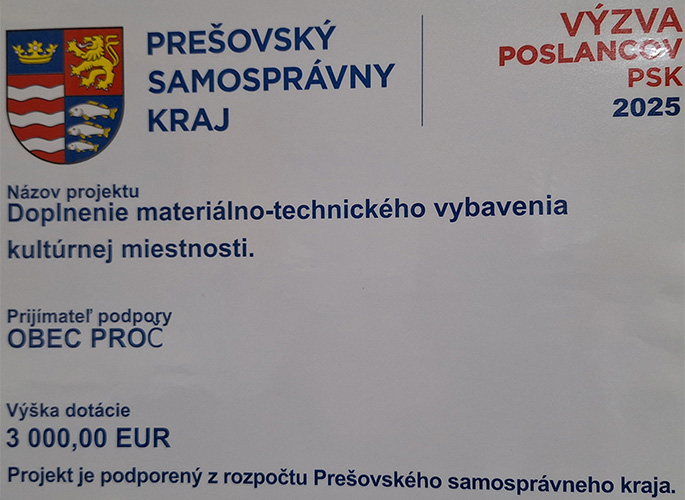 PREŠOVSKÝ
SAMOSPRÁVNY
KRAJ
VÝZVA
POSLANCOV
PSK
2025
Názov projektu
Doplnenie materiálno-technického vybavenia
kultúrnej miestnosti.
Prijímateľ podpory
OBEC PROČ
Výška dotácie
3 000,00 EUR
Projekt je podporený z rozpočtu Prešovského samosprávneho kraja.